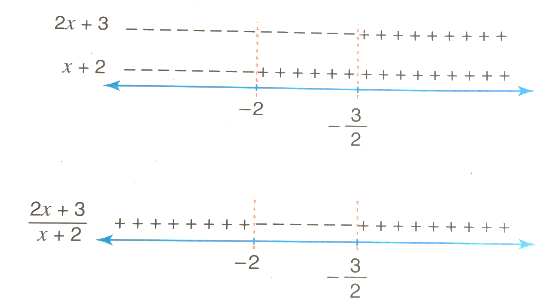 2x + 3 − − − − − − − − − − − − − − − + + + + + + + + +
x + 2 − − − − − − − − + + + + + + + + + + + + + + + +
−2
−3/2
(2x + 3)/(x + 2) + + + + + + + + − − − − − − + + + + + + + + +
−2
−3/2